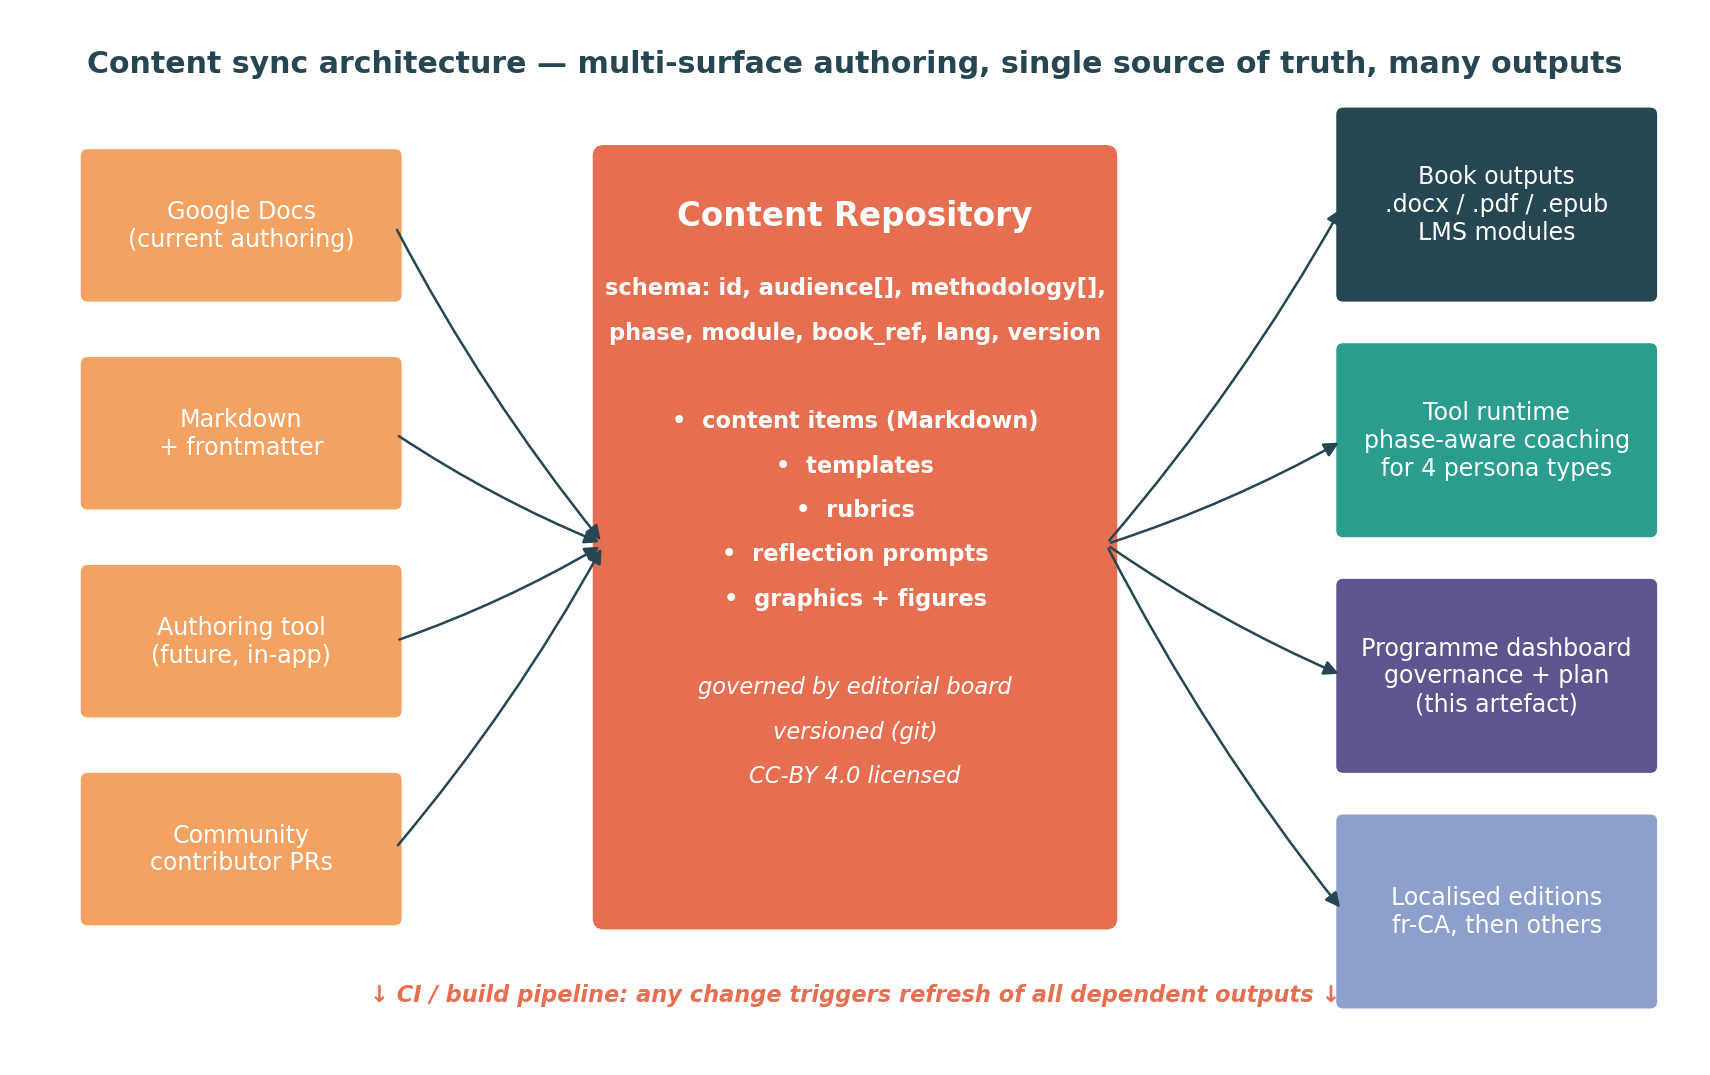 Content sync architecture — multi-surface authoring, single source of truth, many outputs
Google Docs
(current authoring)
Markdown
+ frontmatter
Authoring tool
(future, in-app)
Community
contributor PRs
Content Repository
schema: id, audience[], methodology[],
phase, module, book_ref, lang, version
• content items (Markdown)
• templates
• rubrics
• reflection prompts
• graphics + figures
governed by editorial board
versioned (git)
CC-BY 4.0 licensed
Book outputs
.docx / .pdf / .epub
LMS modules
Tool runtime
phase-aware coaching
for 4 persona types
Programme dashboard
governance + plan
(this artefact)
Localised editions
fr-CA, then others
↓ CI / build pipeline: any change triggers refresh of all dependent outputs ↓